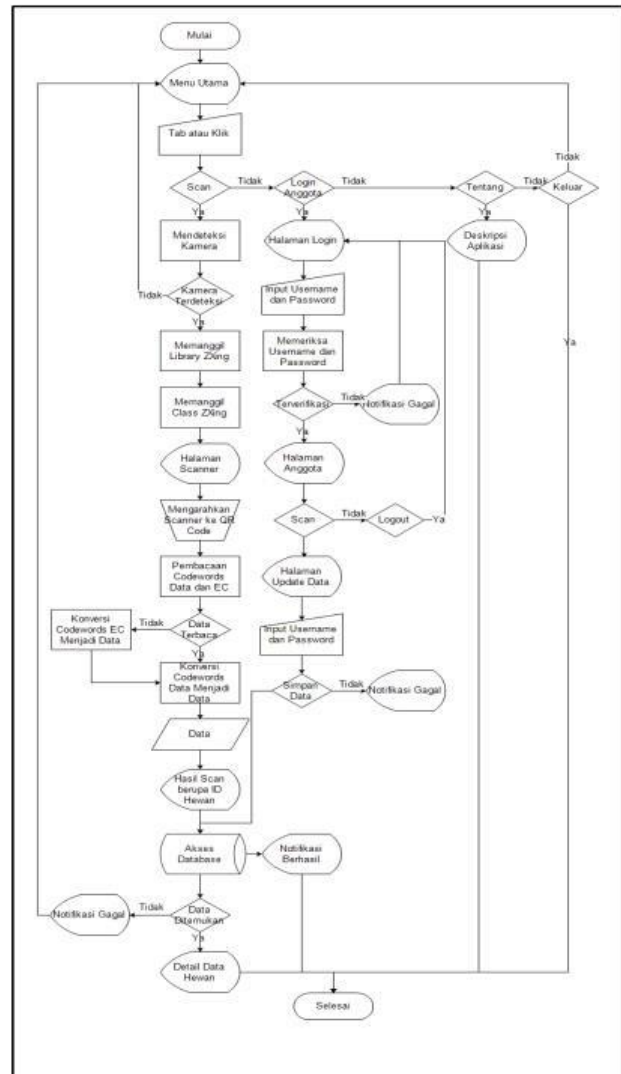 Mulai
Menu Utama
Tab atau Klik
Scan
Tidak
Login
Anggota
Tidak
Tentang
Tidak
Keluar
Tidak
Ya
Ya
Ya
Ya
Mendeteksi
Kamera
Halaman Login
Deskripsi
Aplikasi
Kamera
Terdeteksi
Tidak
Ya
Input Username
dan Password
Memanggil
Library ZXing
Memeriksa
Username dan
Password
Memanggil
Class ZXing
Terverifikasi
Tidak
Notifikasi Gagal
Ya
Halaman
Scanner
Halaman
Anggota
Mengarahkan
Scanner ke QR
Code
Scan
Tidak
Logout
Ya
Pembacaan
Codewords
Data dan EC
Halaman
Update Data
Konversi
Codewords EC
Menjadi Data
Tidak
Data
Terbaca
Ya
Input Username
dan Password
Konversi
Codewords
Data Menjadi
Data
Simpan
Data
Tidak
Notifikasi Gagal
Data
Hasil Scan
berupa ID
Hewan
Akses
Database
Notifikasi
Berhasil
Notifikasi Gagal
Tidak
Data
Ditemukan
Ya
Detail Data
Hewan
Selesai